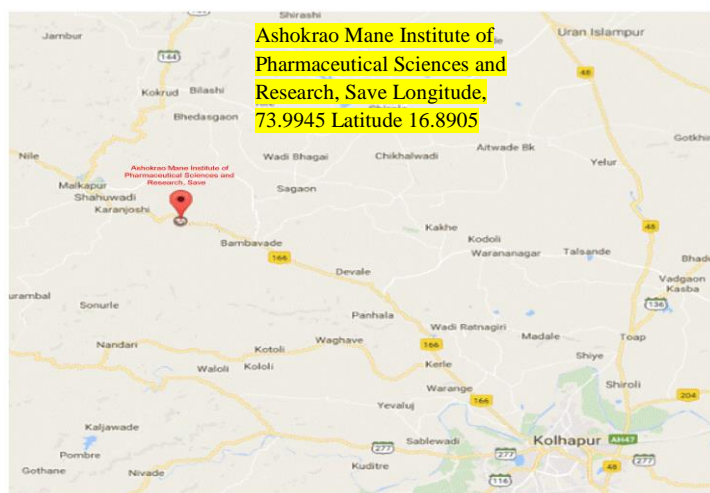 Shirashi
Jambur
Ashokrao Mane Institute of
Pharmaceutical Sciences and
Research, Save Longitude,
73.9945 Latitude 16.8905
Uran Islampur
144
48
Kokrud
Bilashi
Bhedasgaon
Gotkhi
Nile
Wadi Bhagai
Chikhalwadi
Aitwade Bk
Yelur
Ashokrao Mane Institute of
Pharmaceutical Sciences and
Research, Save
Malkapur
Shahuwadi
Karanjoshi
Sagaon
48
Kakhe
Kodoli
Bambavade
166
Warananagar
Talsande
Bhad
Devale
Vadgaon
Kasba
136
urambal
Sonurle
Panhala
Wadi Ratnagiri
Madale
Toap
Nandari
Kotoli
Waghave
166
Shiye
Waloli
Kololi
Kerle
Shiroli
Warange
166
204
Yevaluj
Kaljawade
277
Sablewadi
Kolhapur
AH47
Pombre
277
277
Gothane
Nivade
Kuditre
48
116